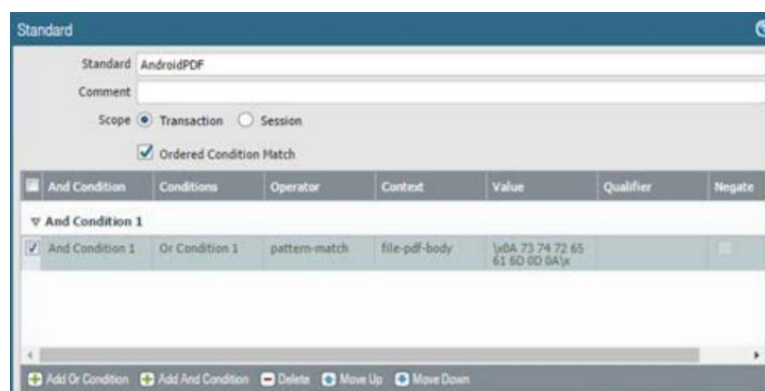 Standard
Standard AndroidPDF
Comment
Scope Transaction Session
Ordered Condition Match
And Condition Conditions Operator Context Value Qualifier Negate
And Condition 1
And Condition 1 Or Condition 1 pattern-match file-pdf-body \x0A 73 74 72 65
61 6D 0D 0A\x
Add Or Condition Add And Condition Delete Move Up Move Down